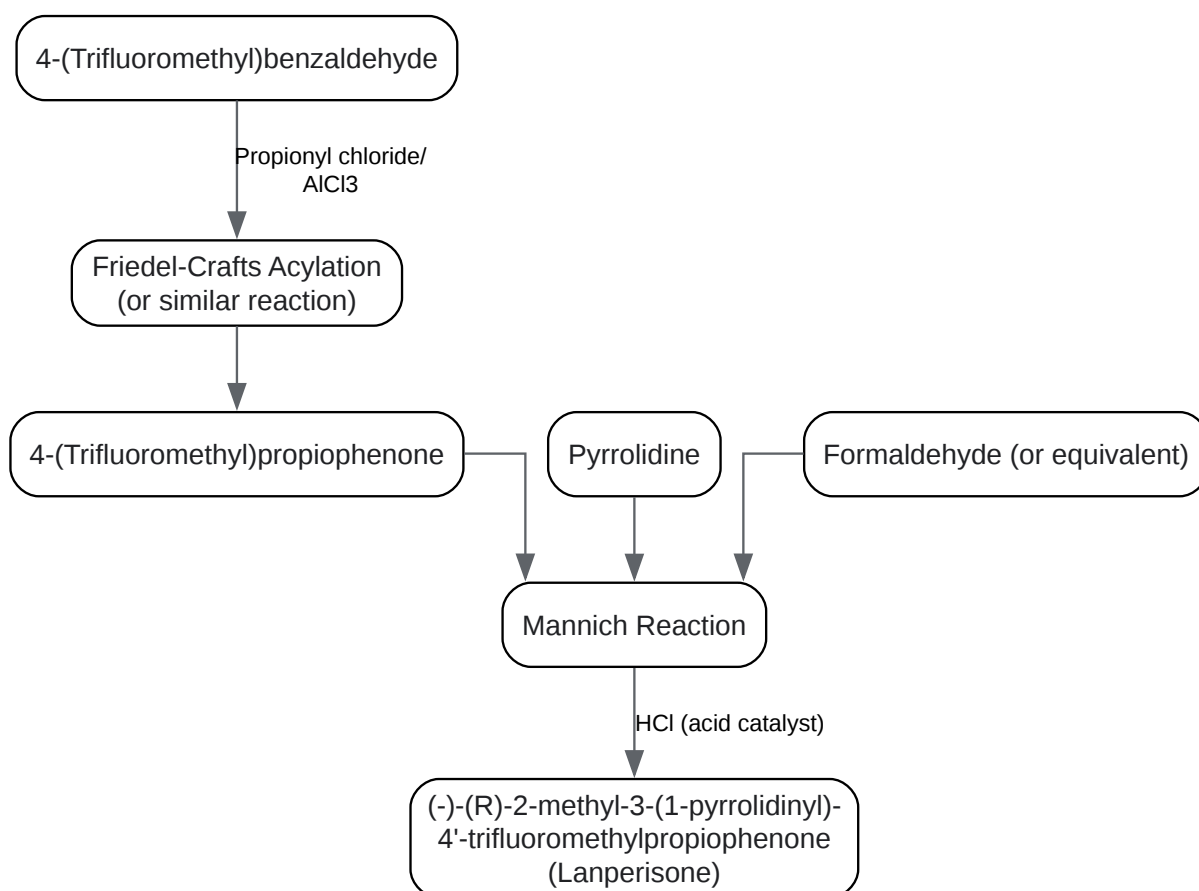 4-(Trifluoromethyl)benzaldehyde
Propionyl chloride/
AlCl3
Friedel-Crafts Acylation
(or similar reaction)
4-(Trifluoromethyl)propiophenone
Pyrrolidine
Formaldehyde (or equivalent)
Mannich Reaction
HCl (acid catalyst)
(-)-(R)-2-methyl-3-(1-pyrrolidinyl)-
4'-trifluoromethylpropiophenone
(Lanperisone)